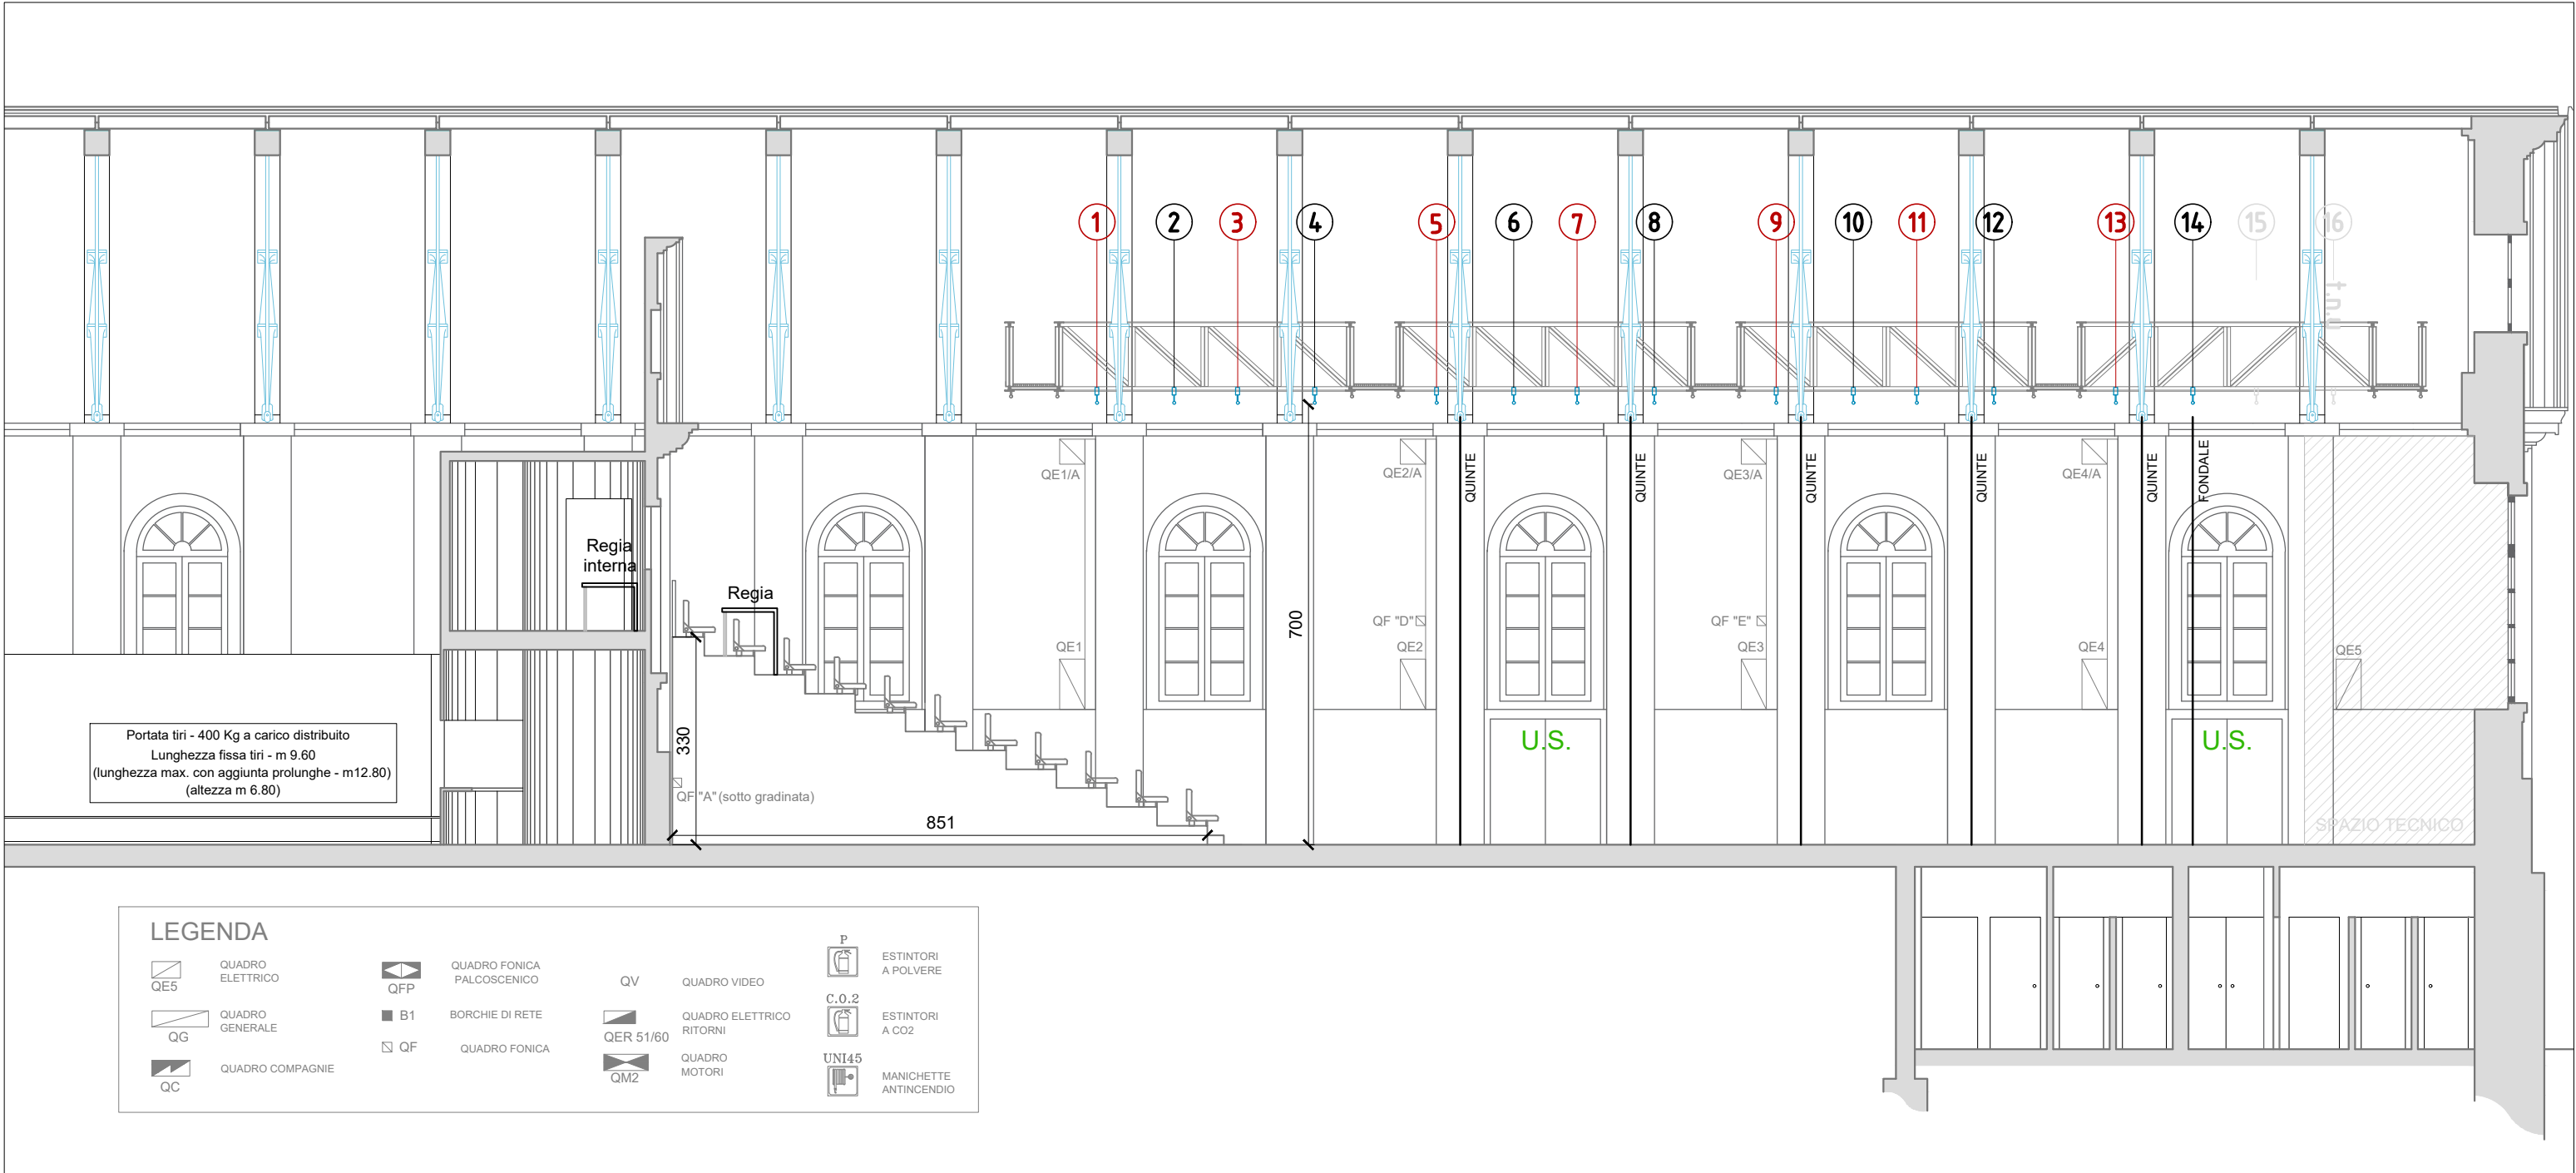 1
2
3
4
5
6
7
8
9
10
11
12
13
14
15
16
t.n.u
QE1/A
QE2/A
QE3/A
QE4/A
QUINTE
QUINTE
QUINTE
QUINTE
QUINTE
FONDALE
Regia
interna
Regia
700
QF "D"
QF "E"
QE1
QE2
QE3
QE4
QE5
330
U.S.
U.S.
Portata tiri - 400 Kg a carico distribuito
Lunghezza fissa tiri - m 9.60
(lunghezza max. con aggiunta prolunghe - m12.80)
(altezza m 6.80)
QF "A" (sotto gradinata)
851
SPAZIO TECNICO
LEGENDA
QE5
QUADRO
ELETTRICO
QG
QUADRO
GENERALE
QC
QUADRO COMPAGNIE
QFP
QUADRO FONICA
PALCOSCENICO
B1
BORCHIE DI RETE
QF
QUADRO FONICA
QV
QUADRO VIDEO
QER 51/60
QUADRO ELETTRICO
RITORNI
QM2
QUADRO
MOTORI
P
ESTINTORI
A POLVERE
C.O.2
ESTINTORI
A CO2
UNI45
MANICHETTE
ANTINCENDIO